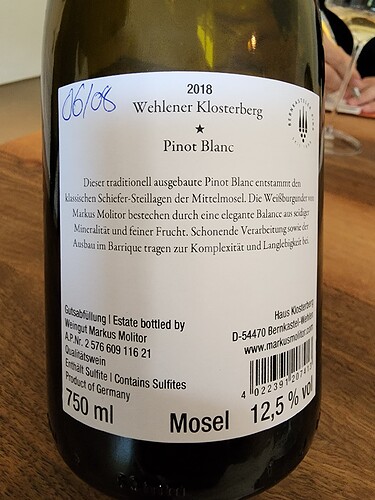 06/08
2018
Wehlener Klosterberg
★
Pinot Blanc
BERNKASTELER RING
Dieser traditionell ausgebaute Pinot Blanc entstammt den
klassischen Schiefer-Steillagen der Mittelmosel. Die Weißburgunder von
Markus Molitor bestechen durch eine elegante Balance aus seidiger
Mineralität und feiner Frucht. Schonende Verarbeitung sowie der
Ausbau im Barrique tragen zur Komplexität und Langlebigkeit bei.
Gutsabfüllung | Estate bottled by
Weingut Markus Molitor
A.P.Nr. 2 576 609 116 21
Qualitätswein
Enthält Sulfite | Contains Sulfites
Product of Germany
Haus Klosterberg
D-54470 Bernkastel-Wehlen
www.markusmolitor.com
750 ml
Mosel
12,5 % vol